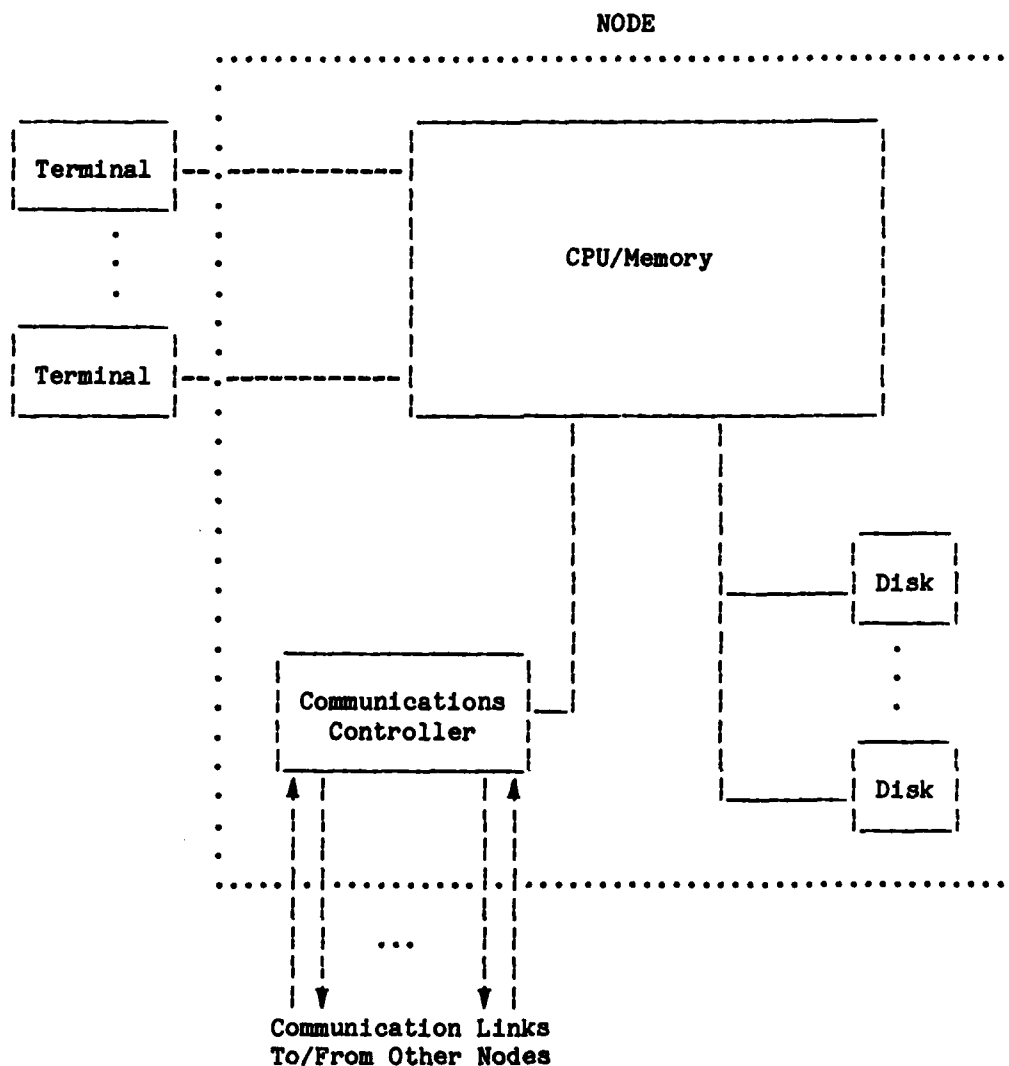 NODE
Terminal
CPU/Memory
Terminal
Disk
Communications
Controller
Disk
...
Communication Links
To/From Other Nodes